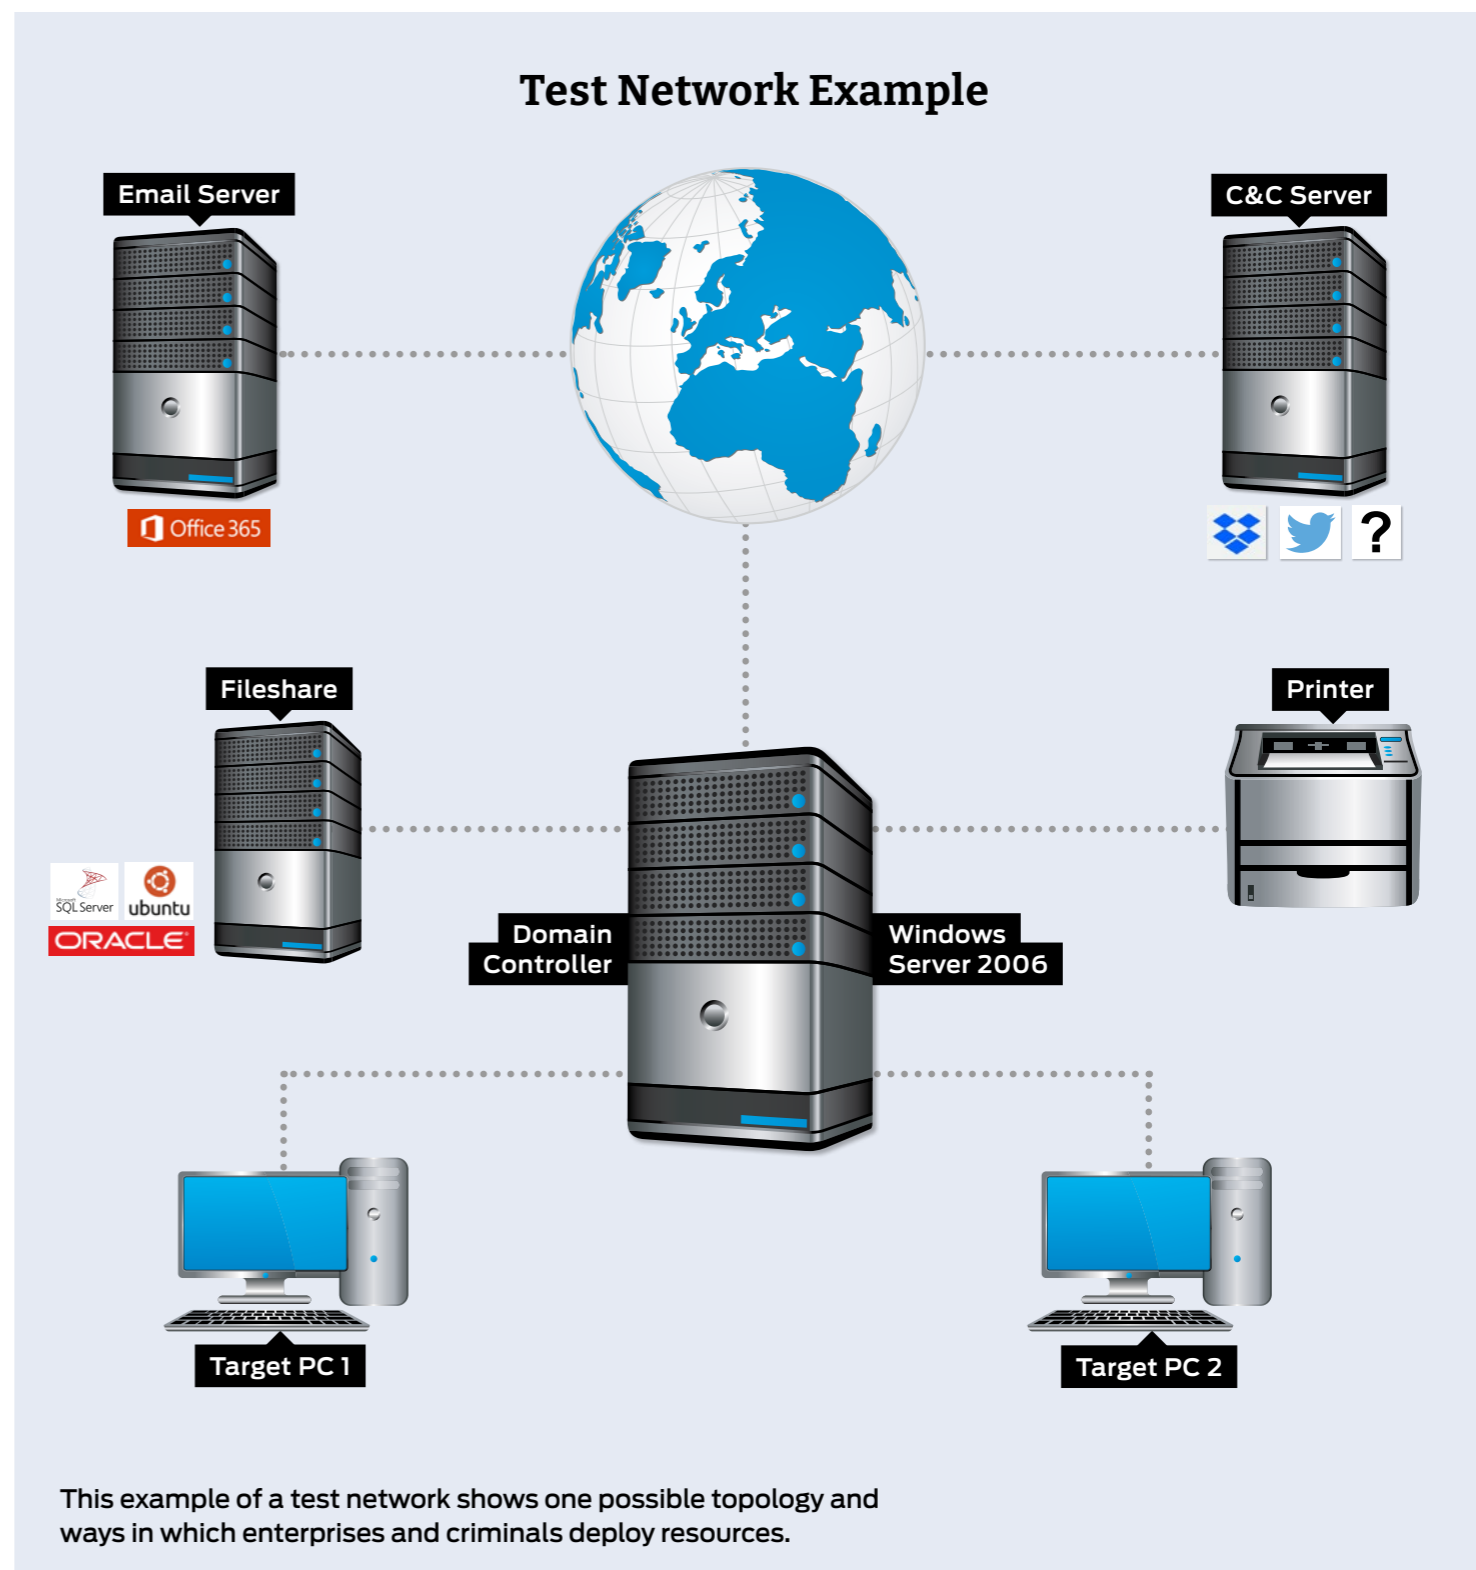 Test Network Example
Email Server
C&C Server
Office 365
?
Fileshare
Printer
Microsoft
SQL Server
ubuntu
ORACLE
Domain
Controller
Windows
Server 2006
Target PC 1
Target PC 2
This example of a test network shows one possible topology and
ways in which enterprises and criminals deploy resources.